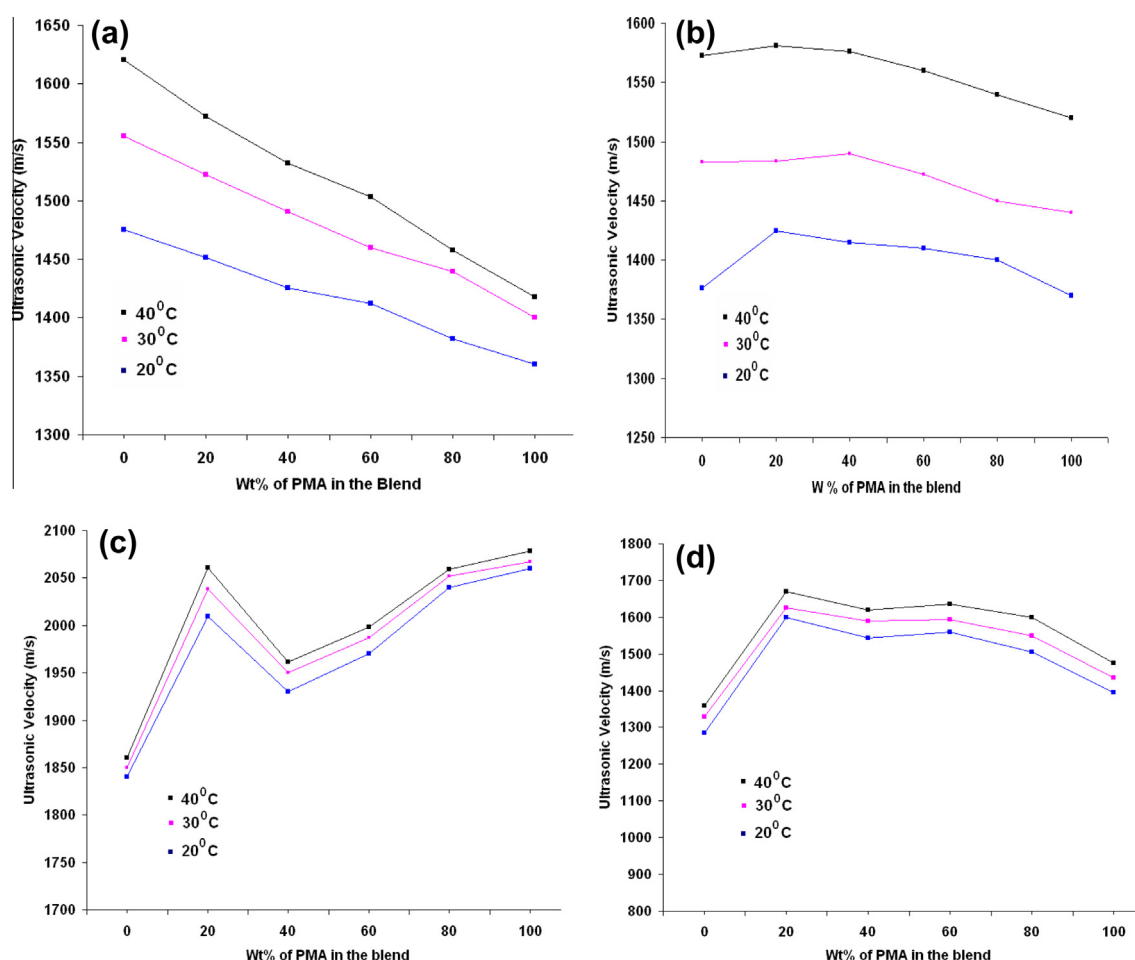 (a)
Ultrasonic Velocity (m/s)
1650
1600
1550
1500
1450
1400
1350
1300
40⁰C
30⁰C
20⁰C
0 20 40 60 80 100
Wt% of PMA in the Blend
(b)
Ultrasonic Velocity (m/s)
1600
1550
1500
1450
1400
1350
1300
1250
40⁰C
30⁰C
20⁰C
0 20 40 60 80 100
W % of PMA in the blend
(c)
Ultrasonic Velocity (m/s)
2100
2050
2000
1950
1900
1850
1800
1750
1700
40⁰C
30⁰C
20⁰C
0 20 40 60 80 100
Wt% of PMA in the blend
(d)
Ultrasonic Velocity (m/s)
1800
1700
1600
1500
1400
1300
1200
1100
1000
900
800
40⁰C
30⁰C
20⁰C
0 20 40 60 80 100
Wt% of PMA in the blend